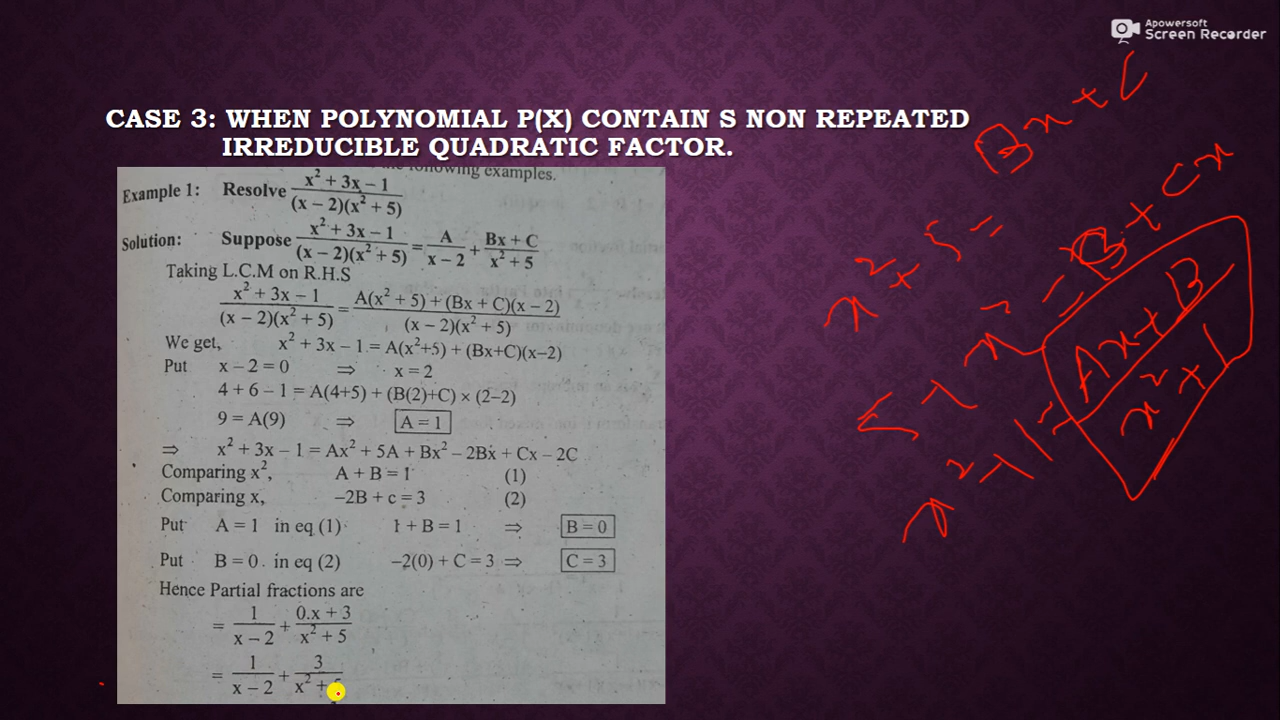 Apowersoft
Screen Recorder
CASE 3: WHEN POLYNOMIAL P(X) CONTAIN S NON REPEATED
IRREDUCIBLE QUADRATIC FACTOR.
following examples.
Example 1: Resolve (x² + 3x – 1)/((x – 2)(x² + 5))
Solution: Suppose (x² + 3x – 1)/((x – 2)(x² + 5)) = A/(x – 2) + (Bx + C)/(x² + 5)
Taking L.C.M on R.H.S
(x² + 3x – 1)/((x – 2)(x² + 5)) = (A(x² + 5) + (Bx + C)(x – 2))/((x – 2)(x² + 5))
We get, x² + 3x – 1 = A(x²+5) + (Bx+C)(x–2)
Put x – 2 = 0 ⇒ x = 2
4 + 6 – 1 = A(4+5) + (B(2)+C) × (2–2)
9 = A(9) ⇒ A = 1
⇒ x² + 3x – 1 = Ax² + 5A + Bx² – 2Bx + Cx – 2C
Comparing x², A + B = 1 (1)
Comparing x, –2B + c = 3 (2)
Put A = 1 in eq (1) 1 + B = 1 ⇒ B = 0
Put B = 0. in eq (2) –2(0) + C = 3 ⇒ C = 3
Hence Partial fractions are
= 1/(x – 2) + (0.x + 3)/(x² + 5)
= 1/(x – 2) + 3/(x² +
Bx + C
= B + Cx
Ax + B
x² + 1